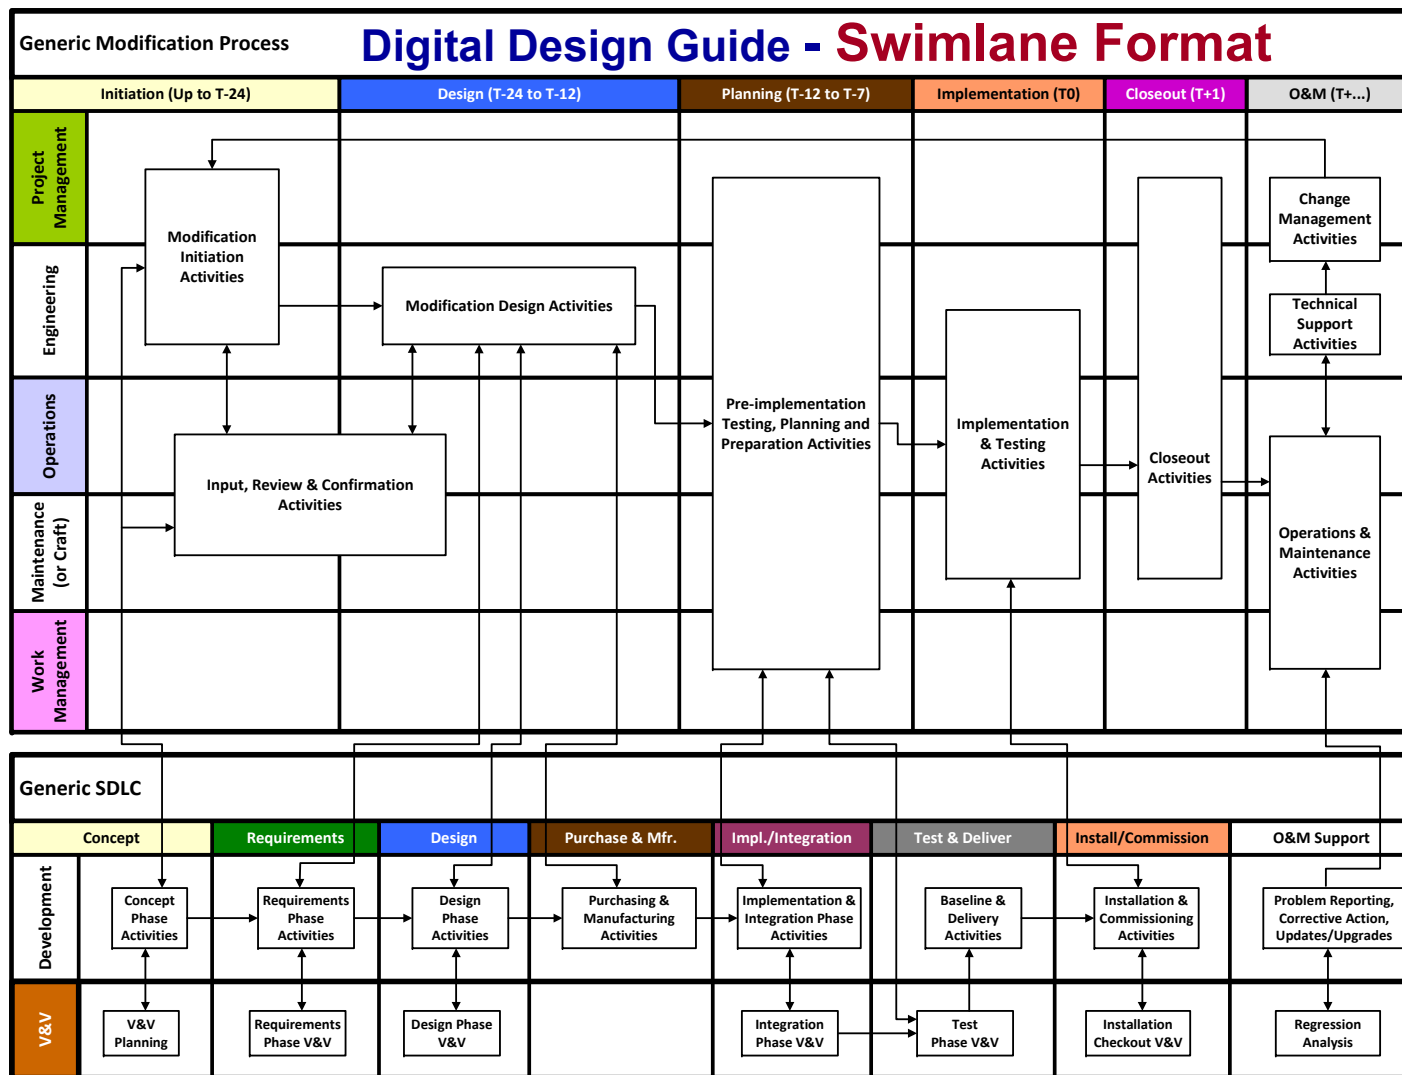 Generic Modification Process
Digital Design Guide - Swimlane Format
Initiation (Up to T-24)
Design (T-24 to T-12)
Planning (T-12 to T-7)
Implementation (T0)
Closeout (T+1)
O&M (T+...)
Project
Management
Engineering
Operations
Maintenance
(or Craft)
Work
Management
Modification
Initiation
Activities
Modification Design Activities
Input, Review & Confirmation
Activities
Pre-implementation
Testing, Planning and
Preparation Activities
Implementation
& Testing
Activities
Closeout
Activities
Change
Management
Activities
Technical
Support
Activities
Operations &
Maintenance
Activities
Generic SDLC
Concept
Requirements
Design
Purchase & Mfr.
Impl./Integration
Test & Deliver
Install/Commission
O&M Support
Development
Concept
Phase
Activities
Requirements
Phase
Activities
Design
Phase
Activities
Purchasing &
Manufacturing
Activities
Implementation &
Integration Phase
Activities
Baseline &
Delivery
Activities
Installation &
Commissioning
Activities
Problem Reporting,
Corrective Action,
Updates/Upgrades
V&V
V&V
Planning
Requirements
Phase V&V
Design Phase
V&V
Integration
Phase V&V
Test
Phase V&V
Installation
Checkout V&V
Regression
Analysis